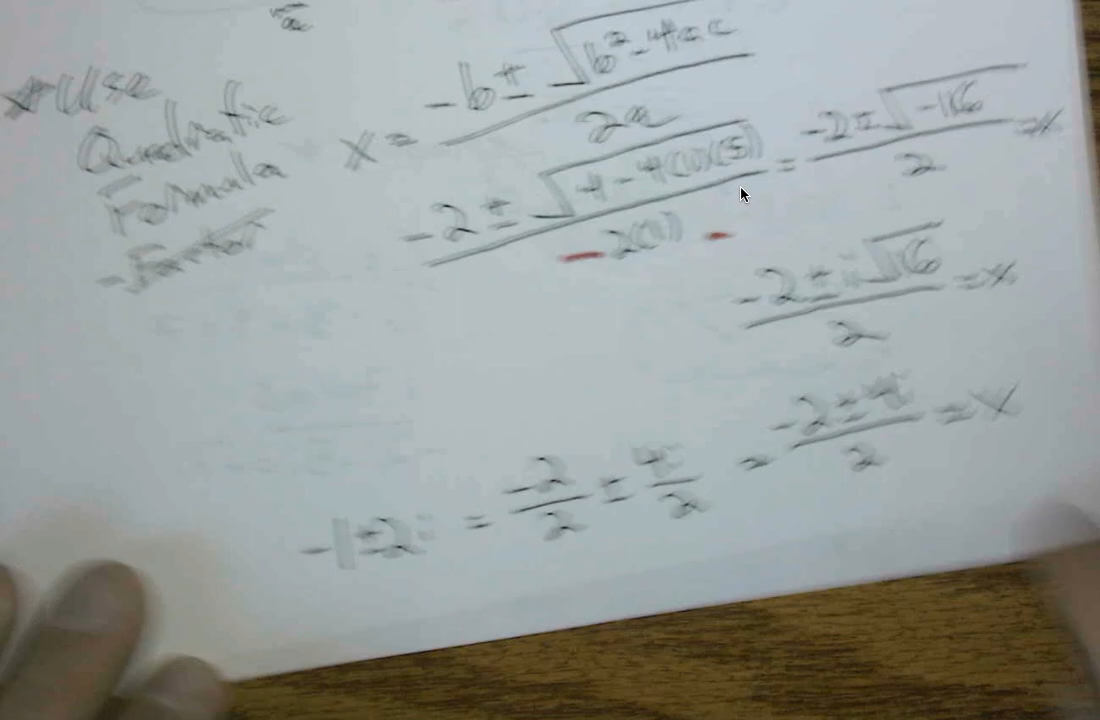 *Use
Quadratic
Formula
- Factor
x = -b ± √b² - 4ac / 2a
-2 ± √4 - 4(1)(5) / 2(1) = -2 ± √-16 / 2 = x
-2 ± i√16 / 2 = x
-1 ± 2i = -2/2 ± 4i/2 = -2 ± 4i / 2 = x